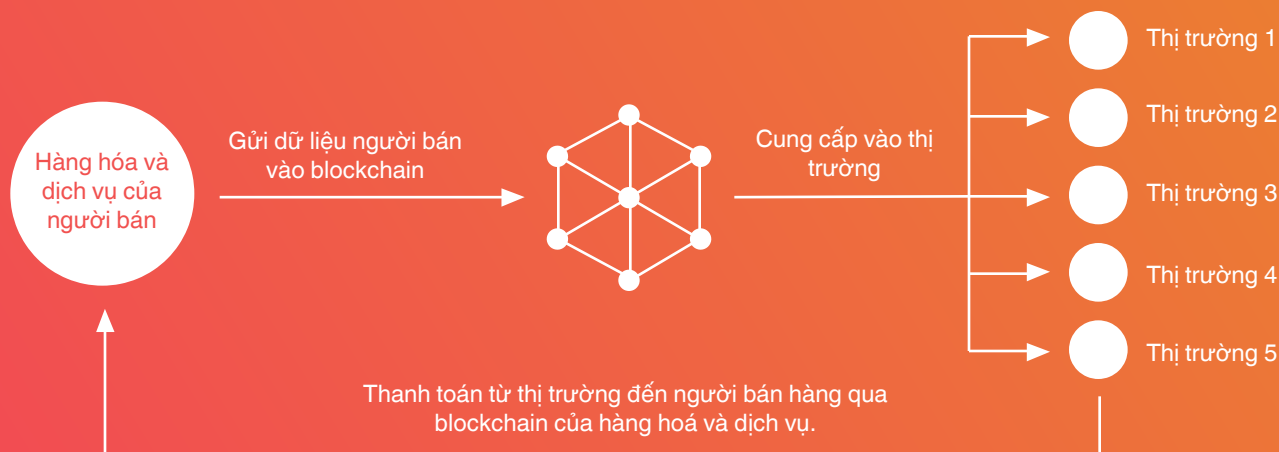 Hàng hóa và
dịch vụ của
người bán
Gửi dữ liệu người bán
vào blockchain
Cung cấp vào thị
trường
Thị trường 1
Thị trường 2
Thị trường 3
Thị trường 4
Thị trường 5
Thanh toán từ thị trường đến người bán hàng qua
blockchain của hàng hoá và dịch vụ.